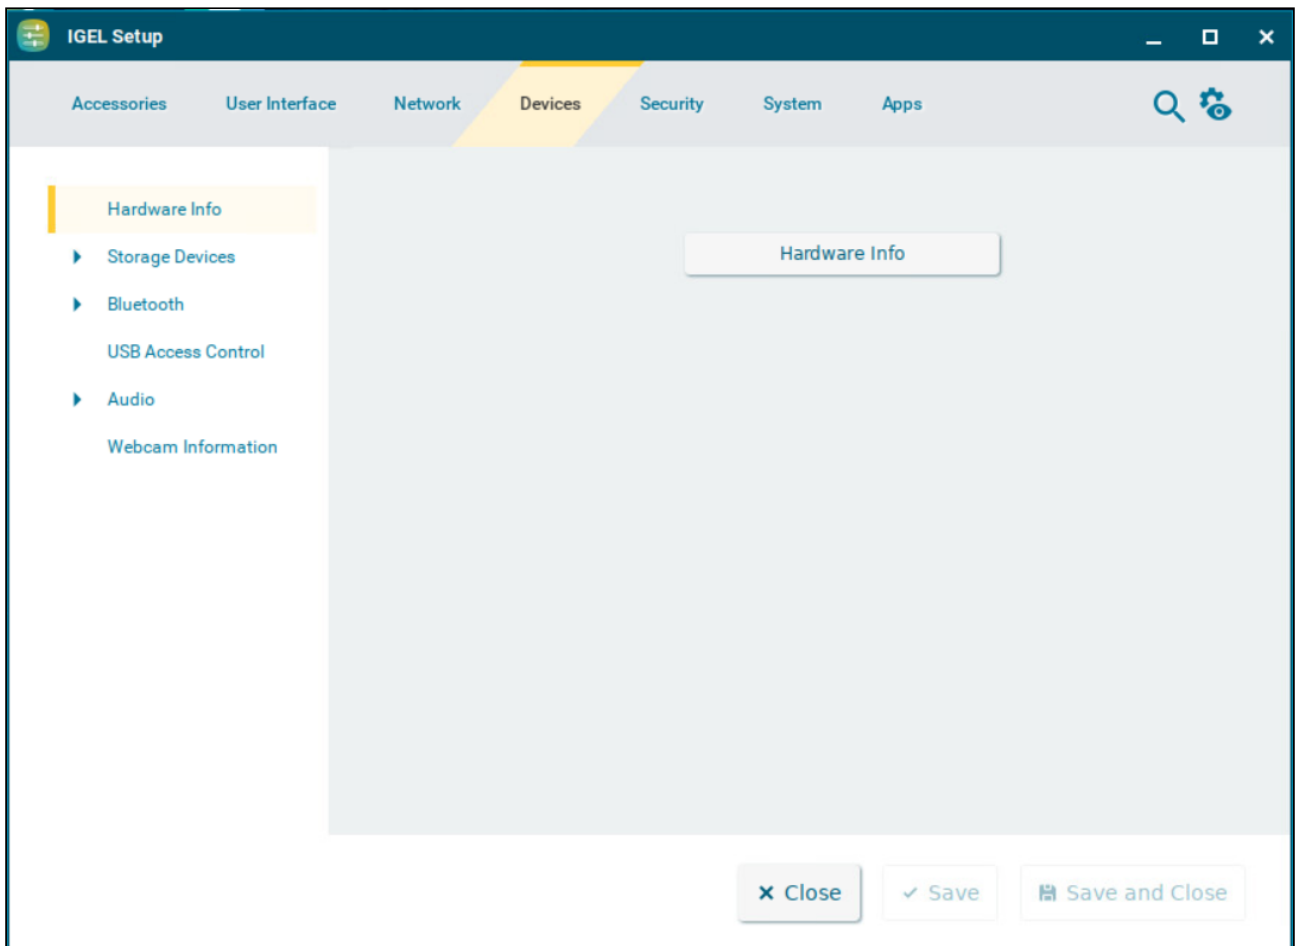 IGEL Setup
Accessories User Interface Network Devices Security System Apps
Hardware Info
Storage Devices
Bluetooth
USB Access Control
Audio
Webcam Information
Hardware Info
Close Save Save and Close